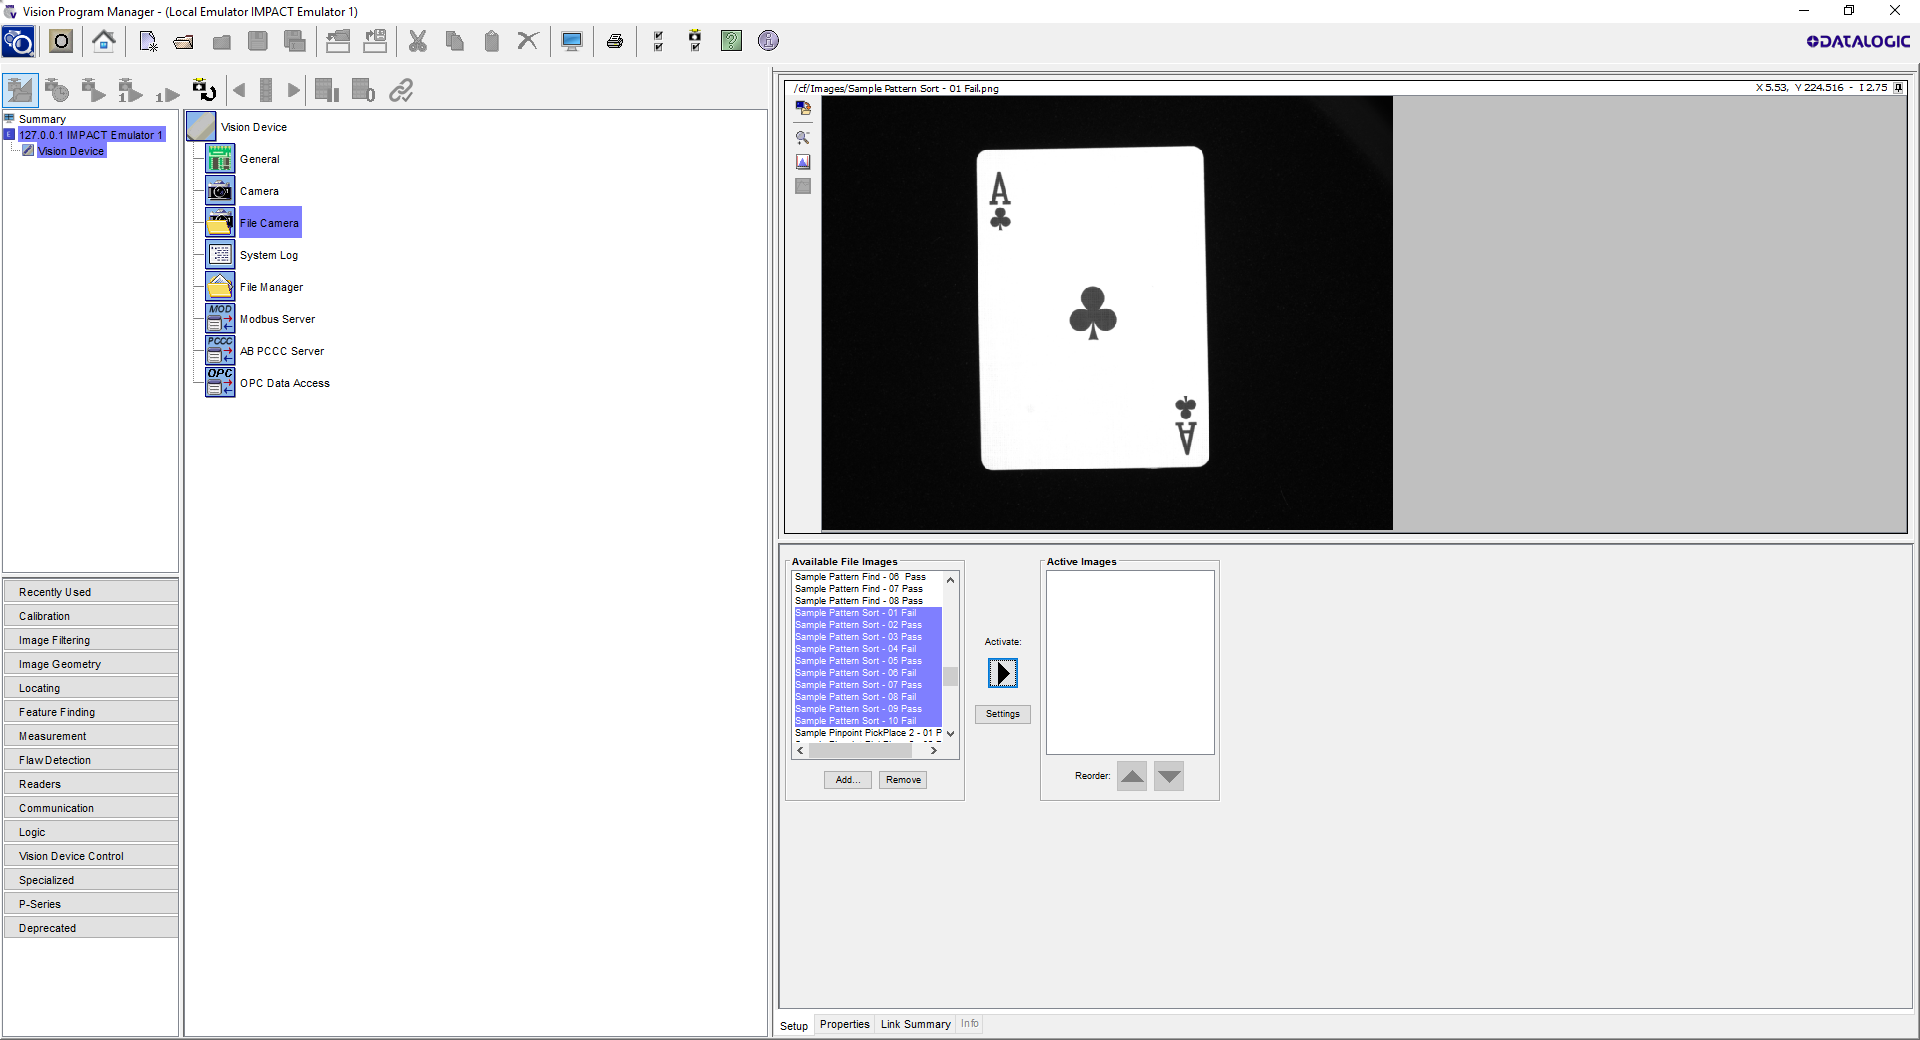 Vision Program Manager - (Local Emulator IMPACT Emulator 1)
DATALOGIC
Summary
127.0.0.1 IMPACT Emulator 1
Vision Device
Recently Used
Calibration
Image Filtering
Image Geometry
Locating
Feature Finding
Measurement
Flaw Detection
Readers
Communication
Logic
Vision Device Control
Specialized
P-Series
Deprecated
Vision Device
General
Camera
File Camera
System Log
File Manager
MOD
Modbus Server
PCCC
AB PCCC Server
OPC
OPC Data Access
/cf/Images/Sample Pattern Sort - 01 Fail.png
X 5.53, Y 224.516 - I 2.75
A
A
Available File Images
Sample Pattern Find - 06 Pass
Sample Pattern Find - 07 Pass
Sample Pattern Find - 08 Pass
Sample Pattern Sort - 01 Fail
Sample Pattern Sort - 02 Pass
Sample Pattern Sort - 03 Pass
Sample Pattern Sort - 04 Fail
Sample Pattern Sort - 05 Pass
Sample Pattern Sort - 06 Fail
Sample Pattern Sort - 07 Pass
Sample Pattern Sort - 08 Fail
Sample Pattern Sort - 09 Pass
Sample Pattern Sort - 10 Fail
Sample Pinpoint PickPlace 2 - 01 P
Add...
Remove
Activate:
Settings
Active Images
Reorder:
Setup
Properties
Link Summary
Info